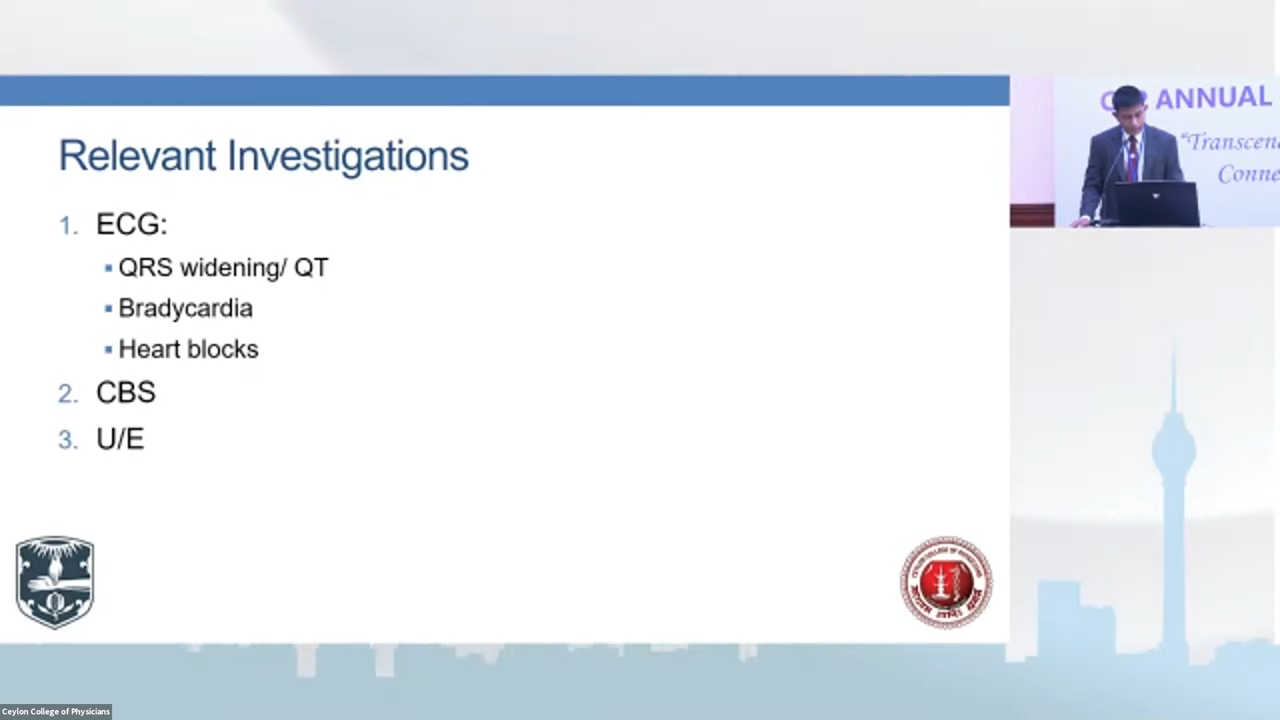 Relevant Investigations
1. ECG:
▪ QRS widening/ QT
▪ Bradycardia
▪ Heart blocks
2. CBS
3. U/E
ANNUAL
“Transcen
Conne
Ceylon College of Physicians